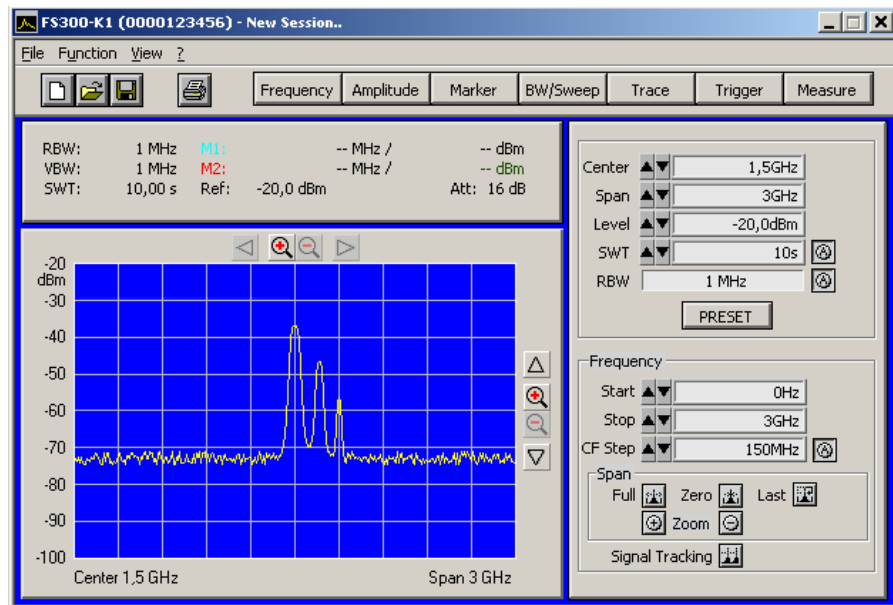 FS300-K1 (0000123456) - New Session..
File Function View ?
Frequency Amplitude Marker BW/Sweep Trace Trigger Measure
RBW: 1 MHz M1: -- MHz / -- dBm
VBW: 1 MHz M2: -- MHz / -- dBm
SWT: 10,00 s Ref: -20,0 dBm Att: 16 dB
-20
dBm
-30
-40
-50
-60
-70
-80
-90
-100
Center 1,5 GHz Span 3 GHz
Center 1,5GHz
Span 3GHz
Level -20,0dBm
SWT 10s A
RBW 1 MHz A
PRESET
Frequency
Start 0Hz
Stop 3GHz
CF Step 150MHz A
Span
Full Zero Last
Zoom
Signal Tracking